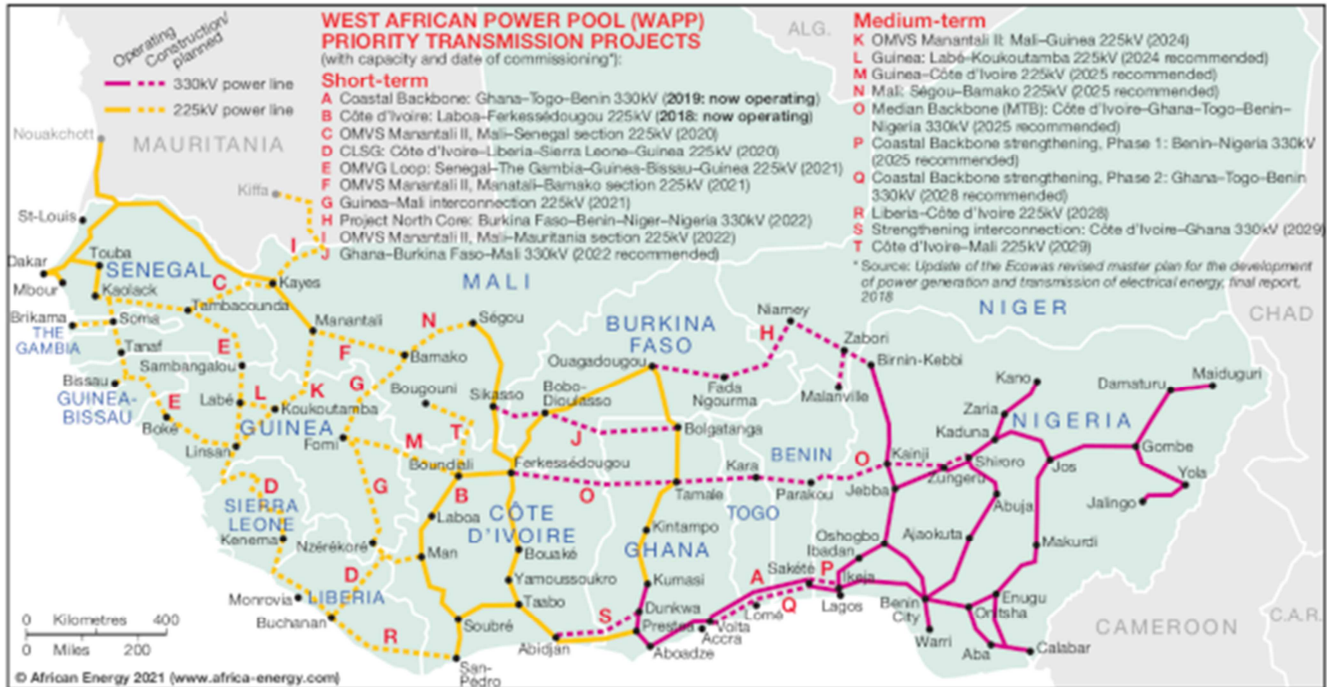 Operating
Construction/
planned
330kV power line
225kV power line
WEST AFRICAN POWER POOL (WAPP)
PRIORITY TRANSMISSION PROJECTS
(with capacity and date of commissioning*):
Short-term
A Coastal Backbone: Ghana–Togo–Benin 330kV (2019: now operating)
B Côte d'Ivoire: Laboa–Ferkessédougou 225kV (2018: now operating)
C OMVS Manantali II, Mali–Senegal section 225kV (2020)
D CLSG: Côte d'Ivoire–Liberia–Sierra Leone–Guinea 225kV (2020)
E OMVG Loop: Senegal–The Gambia–Guinea-Bissau–Guinea 225kV (2021)
F OMVS Manantali II, Manatali–Bamako section 225kV (2021)
G Guinea–Mali interconnection 225kV (2021)
H Project North Core: Burkina Faso–Benin–Niger–Nigeria 330kV (2022)
I OMVS Manantali II, Mali–Mauritania section 225kV (2022)
J Ghana–Burkina Faso–Mali 330kV (2022 recommended)
Medium-term
K OMVS Manantali II: Mali–Guinea 225kV (2024)
L Guinea: Labé–Koukoutamba 225kV (2024 recommended)
M Guinea–Côte d'Ivoire 225kV (2025 recommended)
N Mali: Ségou–Bamako 225kV (2025 recommended)
O Median Backbone (MTB): Côte d'Ivoire–Ghana–Togo–Benin–
Nigeria 330kV (2025 recommended)
P Coastal Backbone strengthening, Phase 1: Benin–Nigeria 330kV
(2025 recommended)
Q Coastal Backbone strengthening, Phase 2: Ghana–Togo–Benin
330kV (2028 recommended)
R Liberia–Côte d'Ivoire 225kV (2028)
S Strengthening interconnection: Côte d'Ivoire–Ghana 330kV (2029)
T Côte d'Ivoire–Mali 225kV (2029)
* Source: Update of the Ecowas revised master plan for the development
of power generation and transmission of electrical energy, final report,
2018
ALG.
Nouakchott
MAURITANIA
Kiffa
St-Louis
I
Dakar
Touba
SENEGAL
C
Kayes
MALI
NIGER
CHAD
Mbour
Kaolack
Tambacounda
Brikama
Soma
THE
GAMBIA
Manantali
N
Ségou
BURKINA
FASO
Niamey
H
Zabori
Tanaf
E
Sambangalou
F
Bamako
Ouagadougou
Birnin-Kebbi
Bissau
GUINEA-
BISSAU
L
K
G
Bougouni
Sikasso
Bobo-
Dioulasso
Fada
Ngourma
Malanville
Kano
Damaturu
Maiduguri
E
Labé
Koukoutamba
Boké
GUINEA
Fomi
M
T
J
Bolgatanga
Zaria
NIGERIA
Kaduna
Linsan
Boundiali
Ferkessédougou
Kara
BENIN
O
Kainji
Shiroro
Jos
Gombe
Yola
D
SIERRA
LEONE
G
B
O
Tamale
Parakou
Jebba
Zungeru
Abuja
Jalingo
Laboa
CÔTE
D'IVOIRE
TOGO
Kenema
Nzérékoré
Man
Bouaké
Kintampo
GHANA
Oshogbo
Ibadan
Ajaokuta
Makurdi
D
LIBERIA
Yamoussoukro
Kumasi
A
Sakété
P
Ikeja
Monrovia
Buchanan
Taabo
Dunkwa
Q
Lomé
Lagos
Benin
City
Enugu
Onitsha
R
Soubré
S
Prestea
Volta
Accra
Warri
CAMEROON
C.A.R.
Abidjan
Aboadze
Aba
Calabar
San-
Pédro
0 Kilometres 400
0 Miles 200
© African Energy 2021 (www.africa-energy.com)